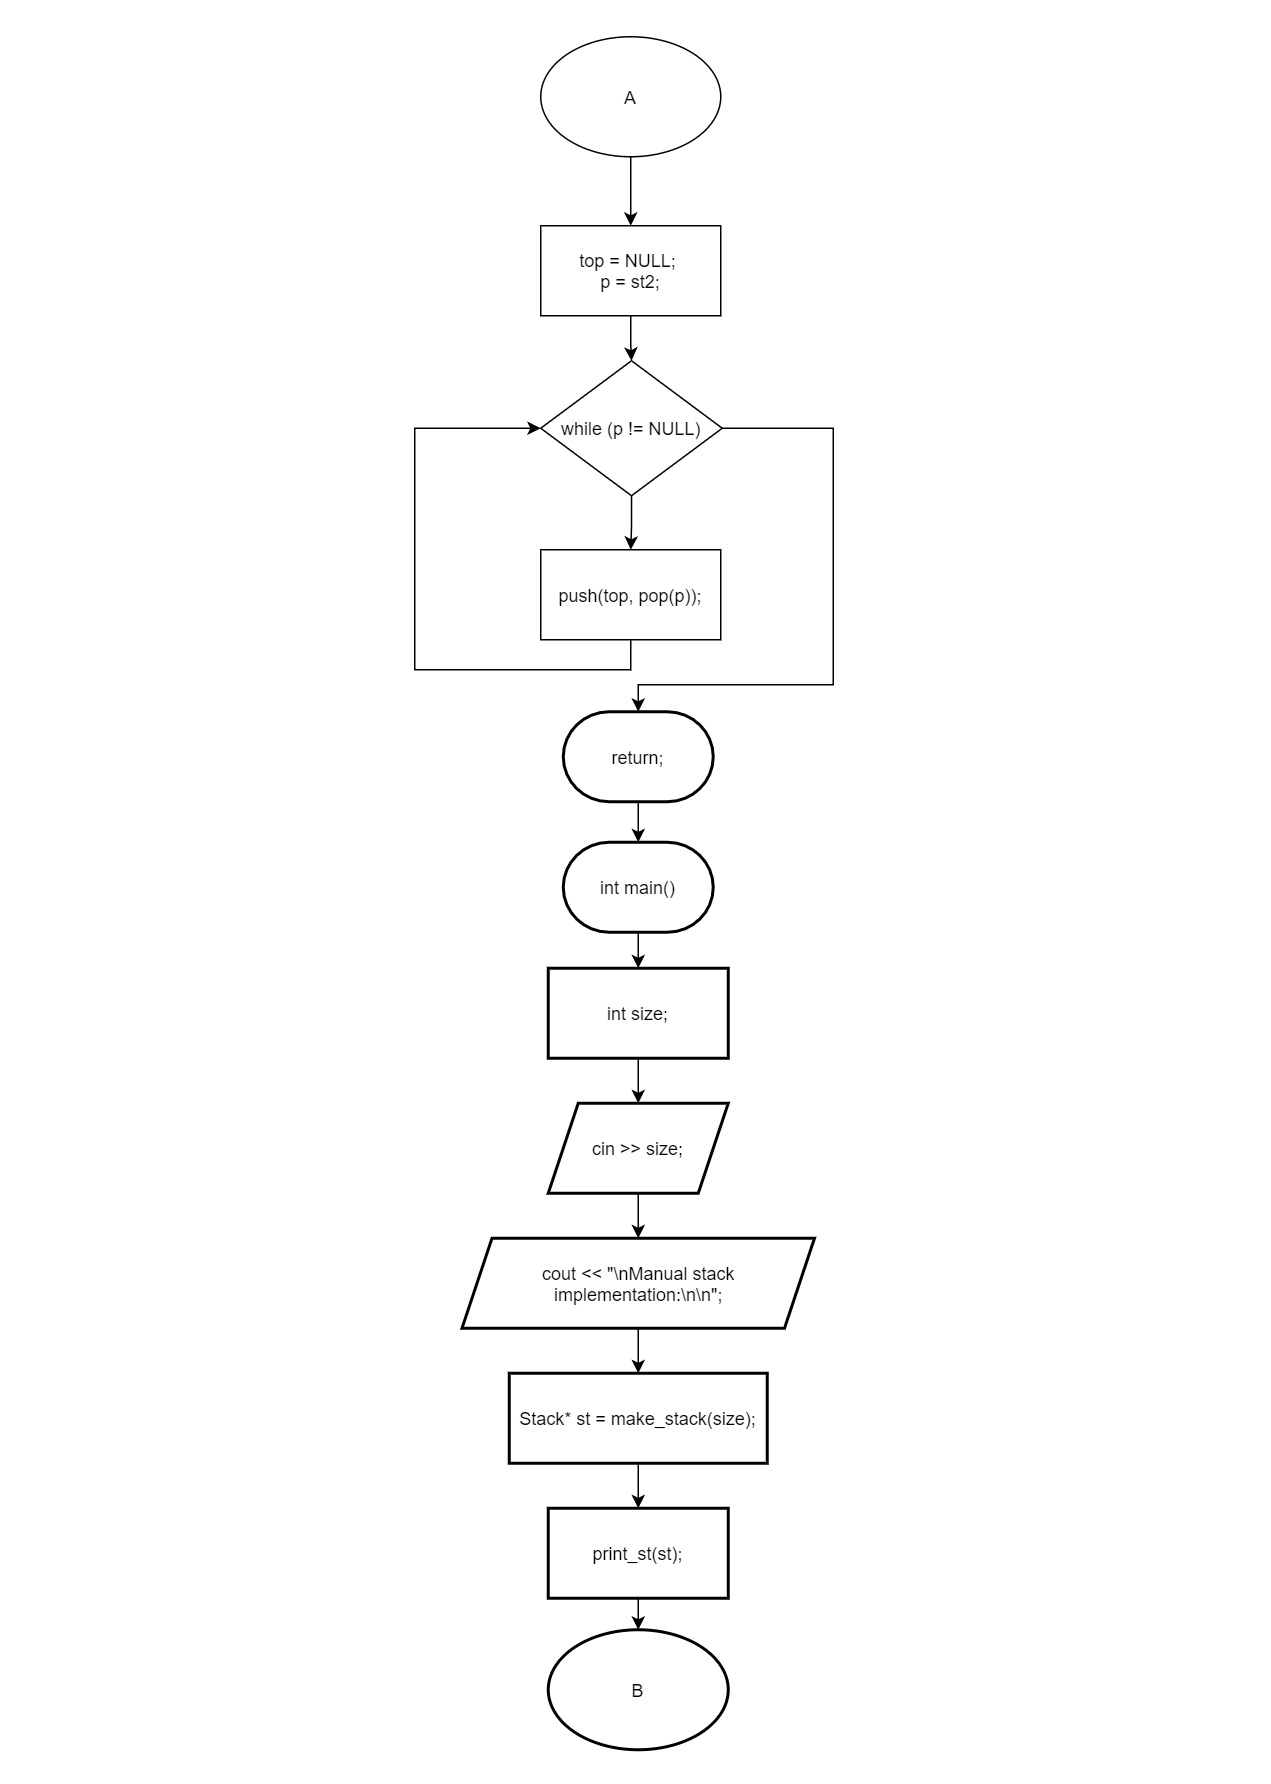 A
top = NULL;
p = st2;
while (p != NULL)
push(top, pop(p));
return;
int main()
int size;
cin >> size;
cout << "\nManual stack
implementation:\n\n";
Stack* st = make_stack(size);
print_st(st);
B